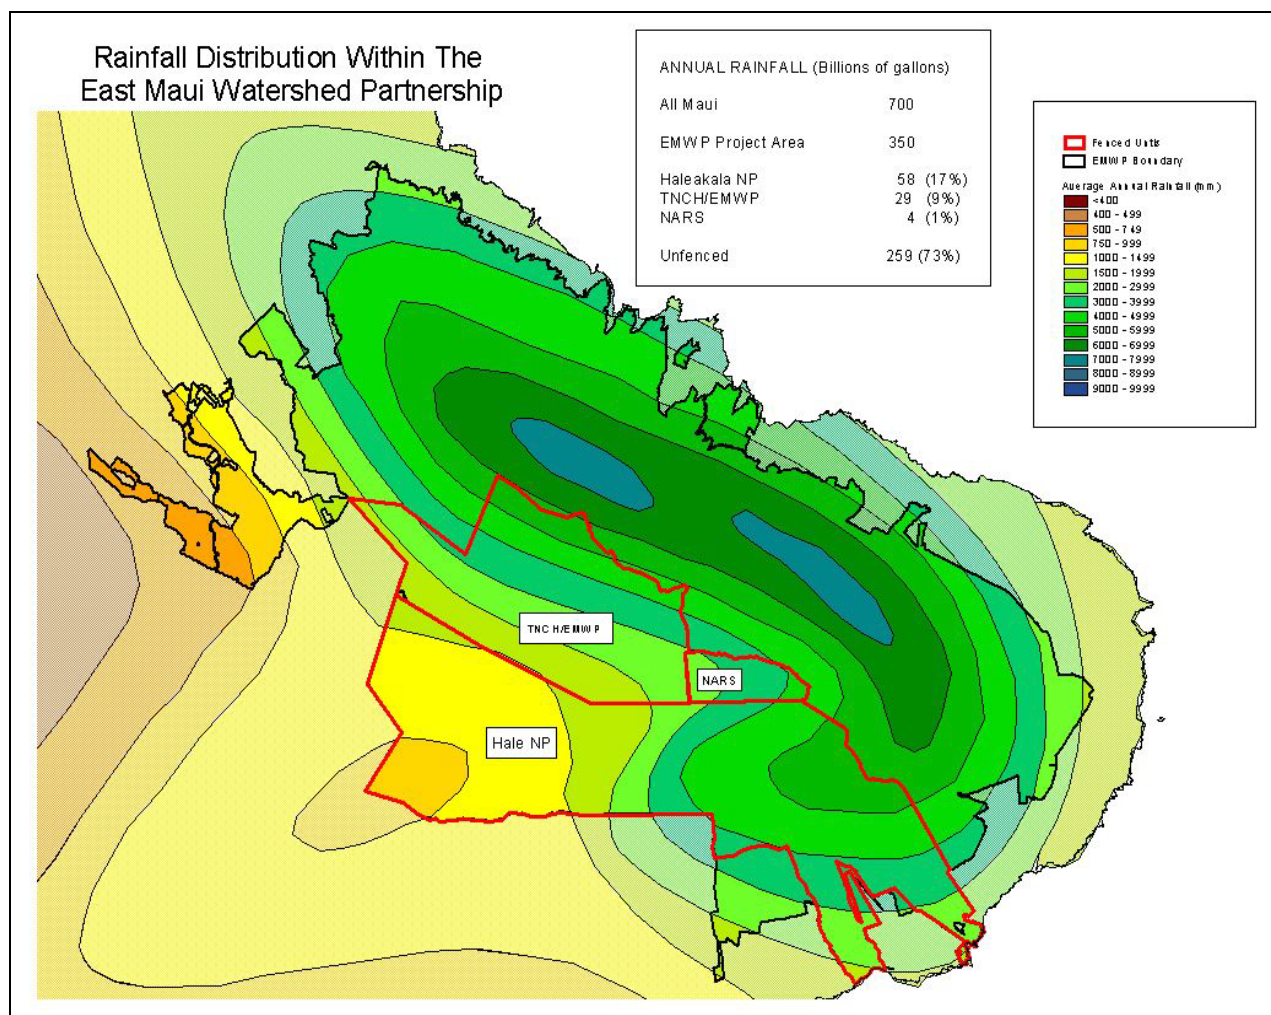 Rainfall Distribution Within The
East Maui Watershed Partnership
ANNUAL RAINFALL (Billions of gallons)
All Maui 700
EMWP Project Area 350
Haleakala NP 58 (17%)
TNCH/EMWP 29 (9%)
NARS 4 (1%)
Unfenced 259 (73%)
Fenced Units
EMWP Boundary
Average Annual Rainfall (mm)
<400
400 - 499
500 - 749
750 - 999
1000 - 1499
1500 - 1999
2000 - 2999
3000 - 3999
4000 - 4999
5000 - 5999
6000 - 6999
7000 - 7999
8000 - 8999
9000 - 9999
TNCH/EMWP
NARS
Hale NP